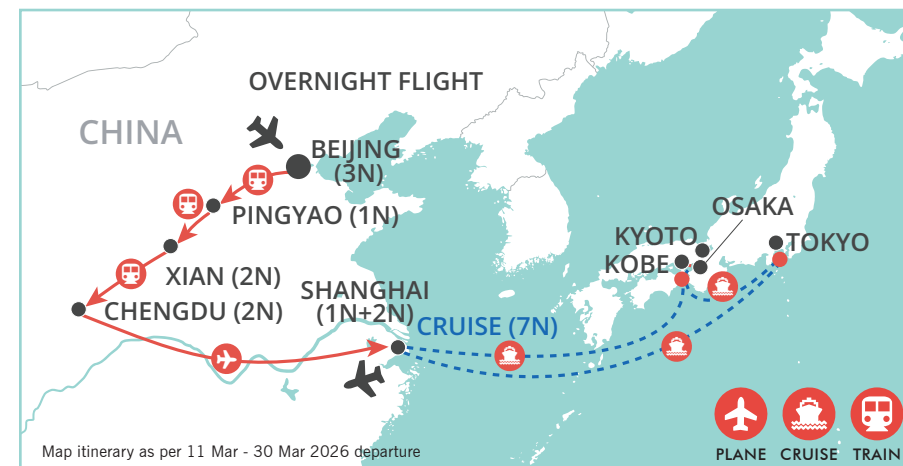 OVERNIGHT FLIGHT
CHINA
BEIJING
(3N)
PINGYAO (1N)
OSAKA
KYOTO
TOKYO
KOBE
XIAN (2N)
SHANGHAI
(1N+2N)
CHENGDU (2N)
CRUISE (7N)
Map itinerary as per 11 Mar - 30 Mar 2026 departure
PLANE CRUISE TRAIN